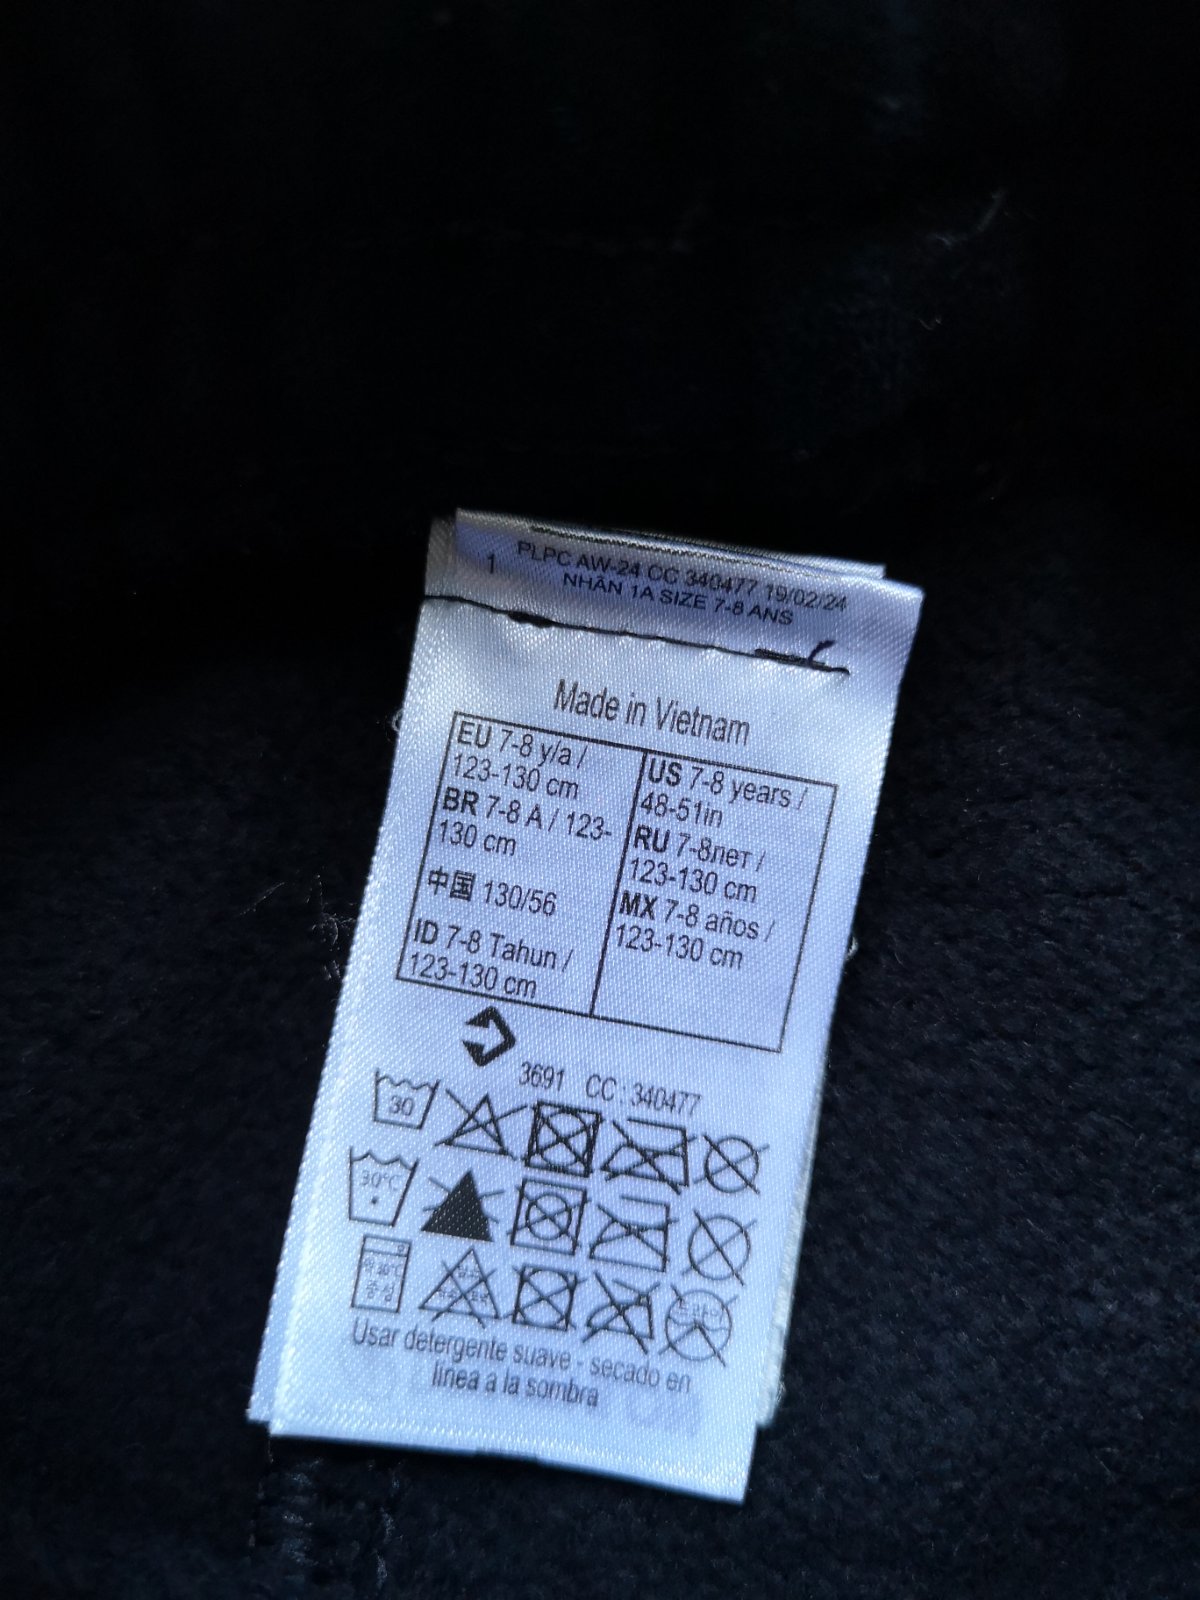 1
PLPC AW-24 CC 340477 19/02/24
NHÃN 1A SIZE 7-8 ANS
Made in Vietnam
EU 7-8 y/a /
123-130 cm
BR 7-8 A / 123-
130 cm
中国 130/56
ID 7-8 Tahun /
123-130 cm
US 7-8 years /
48-51in
RU 7-8лет /
123-130 cm
MX 7-8 años /
123-130 cm
3691 CC : 340477
30
30°C
Usar detergente suave - secado en
línea a la sombra